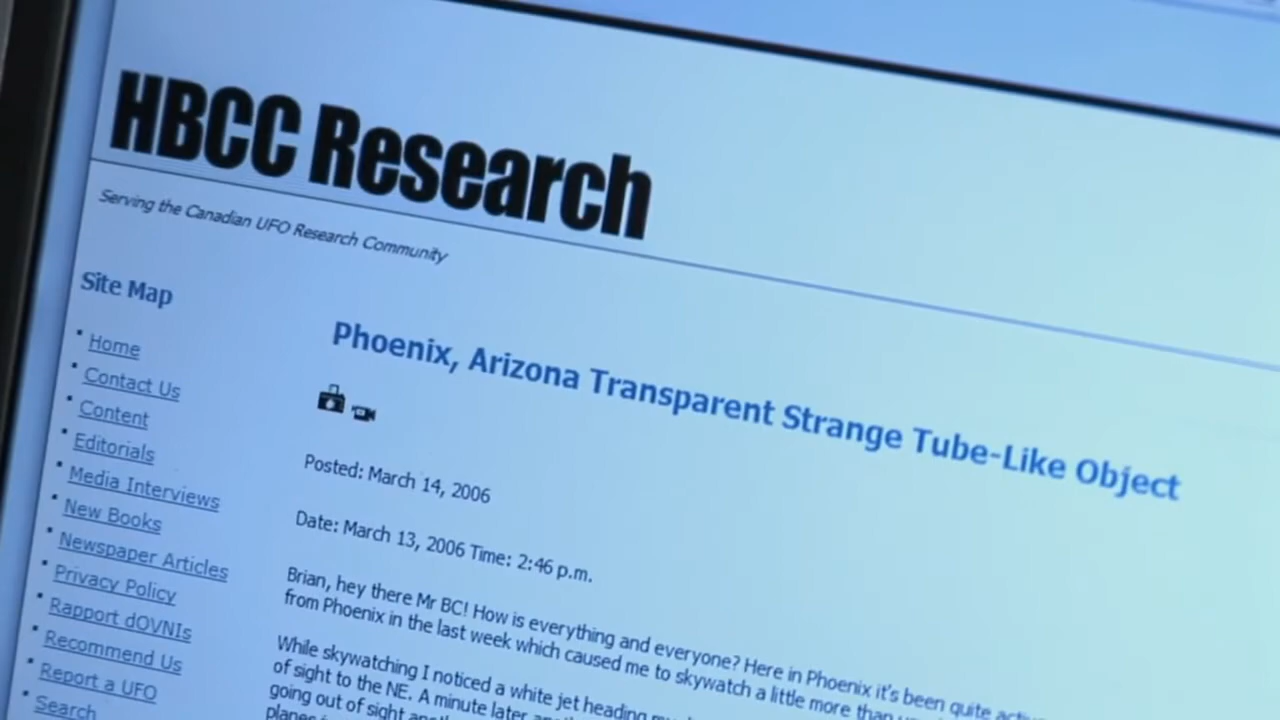 HBCC Research
Serving the Canadian UFO Research Community
Site Map
Home
Contact Us
Content
Editorials
Media Interviews
New Books
Newspaper Articles
Privacy Policy
Rapport dOVNIs
Recommend Us
Report a UFO
Search
Phoenix, Arizona Transparent Strange Tube-Like Object
Posted: March 14, 2006
Date: March 13, 2006 Time: 2:46 p.m.
Brian, hey there Mr BC! How is everything and everyone? Here in Phoenix it's been quite
from Phoenix in the last week which caused me to skywatch a little more than
While skywatching I noticed a white jet heading
of sight to the NE. A minute later
going out of sight